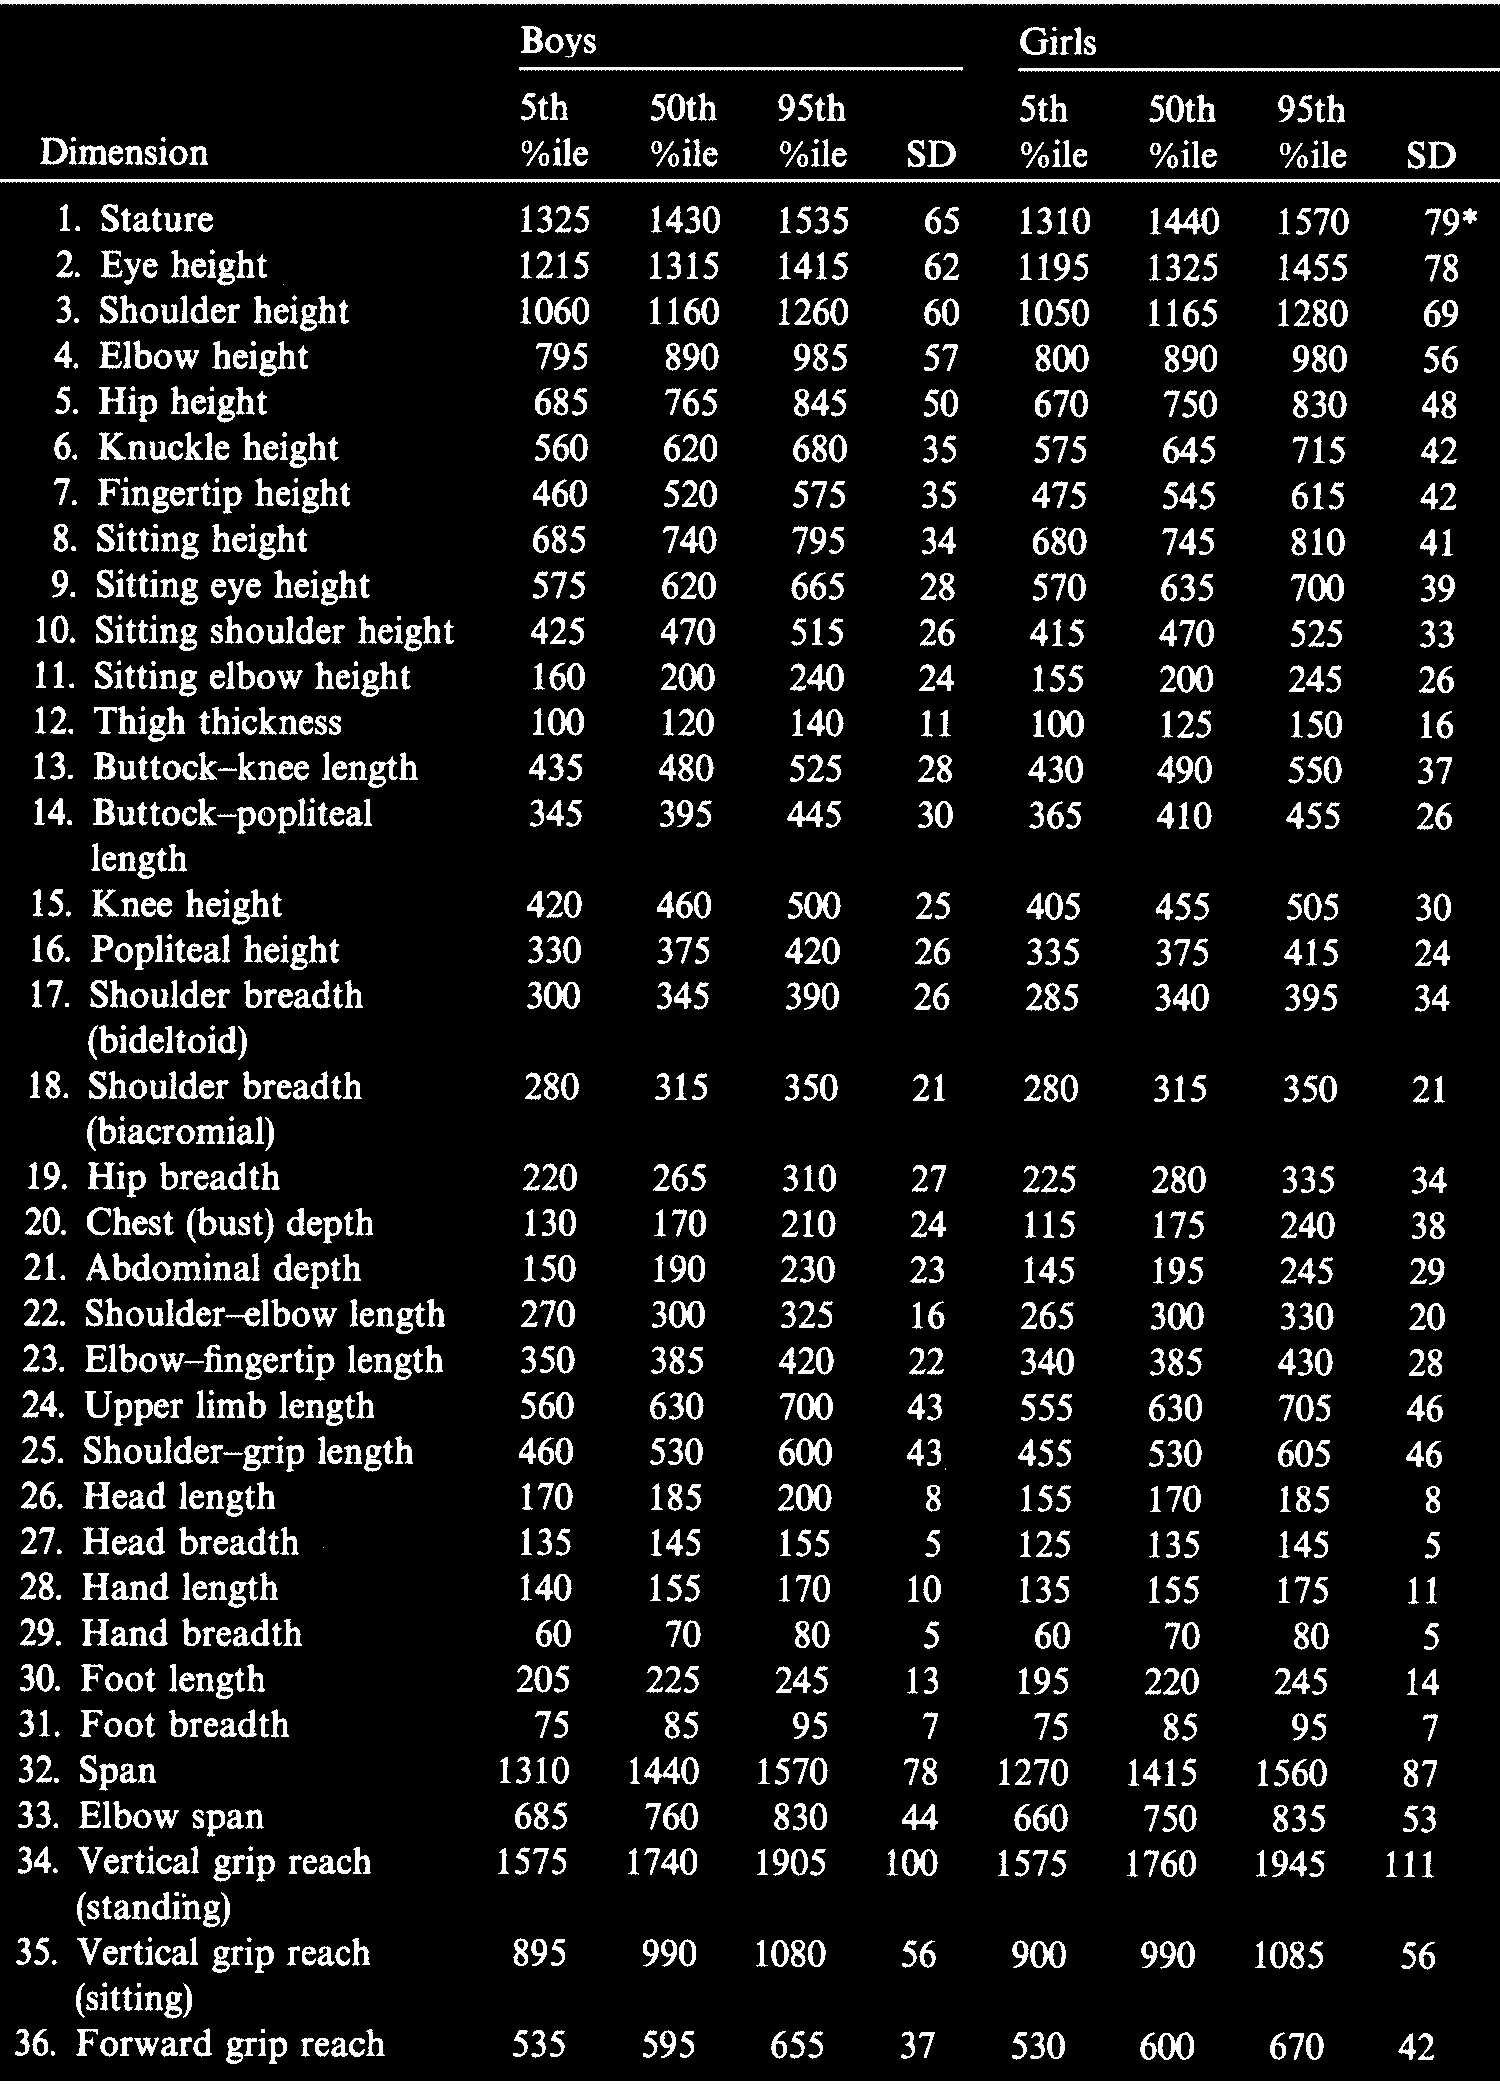 Boys Girls
5th 50th 95th 5th 50th 95th
Dimension %ile %ile %ile SD %ile %ile %ile SD
1. Stature 1325 1430 1535 65 1310 1440 1570 79*
2. Eye height 1215 1315 1415 62 1195 1325 1455 78
3. Shoulder height 1060 1160 1260 60 1050 1165 1280 69
4. Elbow height 795 890 985 57 800 890 980 56
5. Hip height 685 765 845 50 670 750 830 48
6. Knuckle height 560 620 680 35 575 645 715 42
7. Fingertip height 460 520 575 35 475 545 615 42
8. Sitting height 685 740 795 34 680 745 810 41
9. Sitting eye height 575 620 665 28 570 635 700 39
10. Sitting shoulder height 425 470 515 26 415 470 525 33
11. Sitting elbow height 160 200 240 24 155 200 245 26
12. Thigh thickness 100 120 140 11 100 125 150 16
13. Buttock–knee length 435 480 525 28 430 490 550 37
14. Buttock–popliteal 345 395 445 30 365 410 455 26
length
15. Knee height 420 460 500 25 405 455 505 30
16. Popliteal height 330 375 420 26 335 375 415 24
17. Shoulder breadth 300 345 390 26 285 340 395 34
(bideltoid)
18. Shoulder breadth 280 315 350 21 280 315 350 21
(biacromial)
19. Hip breadth 220 265 310 27 225 280 335 34
20. Chest (bust) depth 130 170 210 24 115 175 240 38
21. Abdominal depth 150 190 230 23 145 195 245 29
22. Shoulder–elbow length 270 300 325 16 265 300 330 20
23. Elbow–fingertip length 350 385 420 22 340 385 430 28
24. Upper limb length 560 630 700 43 555 630 705 46
25. Shoulder–grip length 460 530 600 43 455 530 605 46
26. Head length 170 185 200 8 155 170 185 8
27. Head breadth 135 145 155 5 125 135 145 5
28. Hand length 140 155 170 10 135 155 175 11
29. Hand breadth 60 70 80 5 60 70 80 5
30. Foot length 205 225 245 13 195 220 245 14
31. Foot breadth 75 85 95 7 75 85 95 7
32. Span 1310 1440 1570 78 1270 1415 1560 87
33. Elbow span 685 760 830 44 660 750 835 53
34. Vertical grip reach 1575 1740 1905 100 1575 1760 1945 111
(standing)
35. Vertical grip reach 895 990 1080 56 900 990 1085 56
(sitting)
36. Forward grip reach 535 595 655 37 530 600 670 42